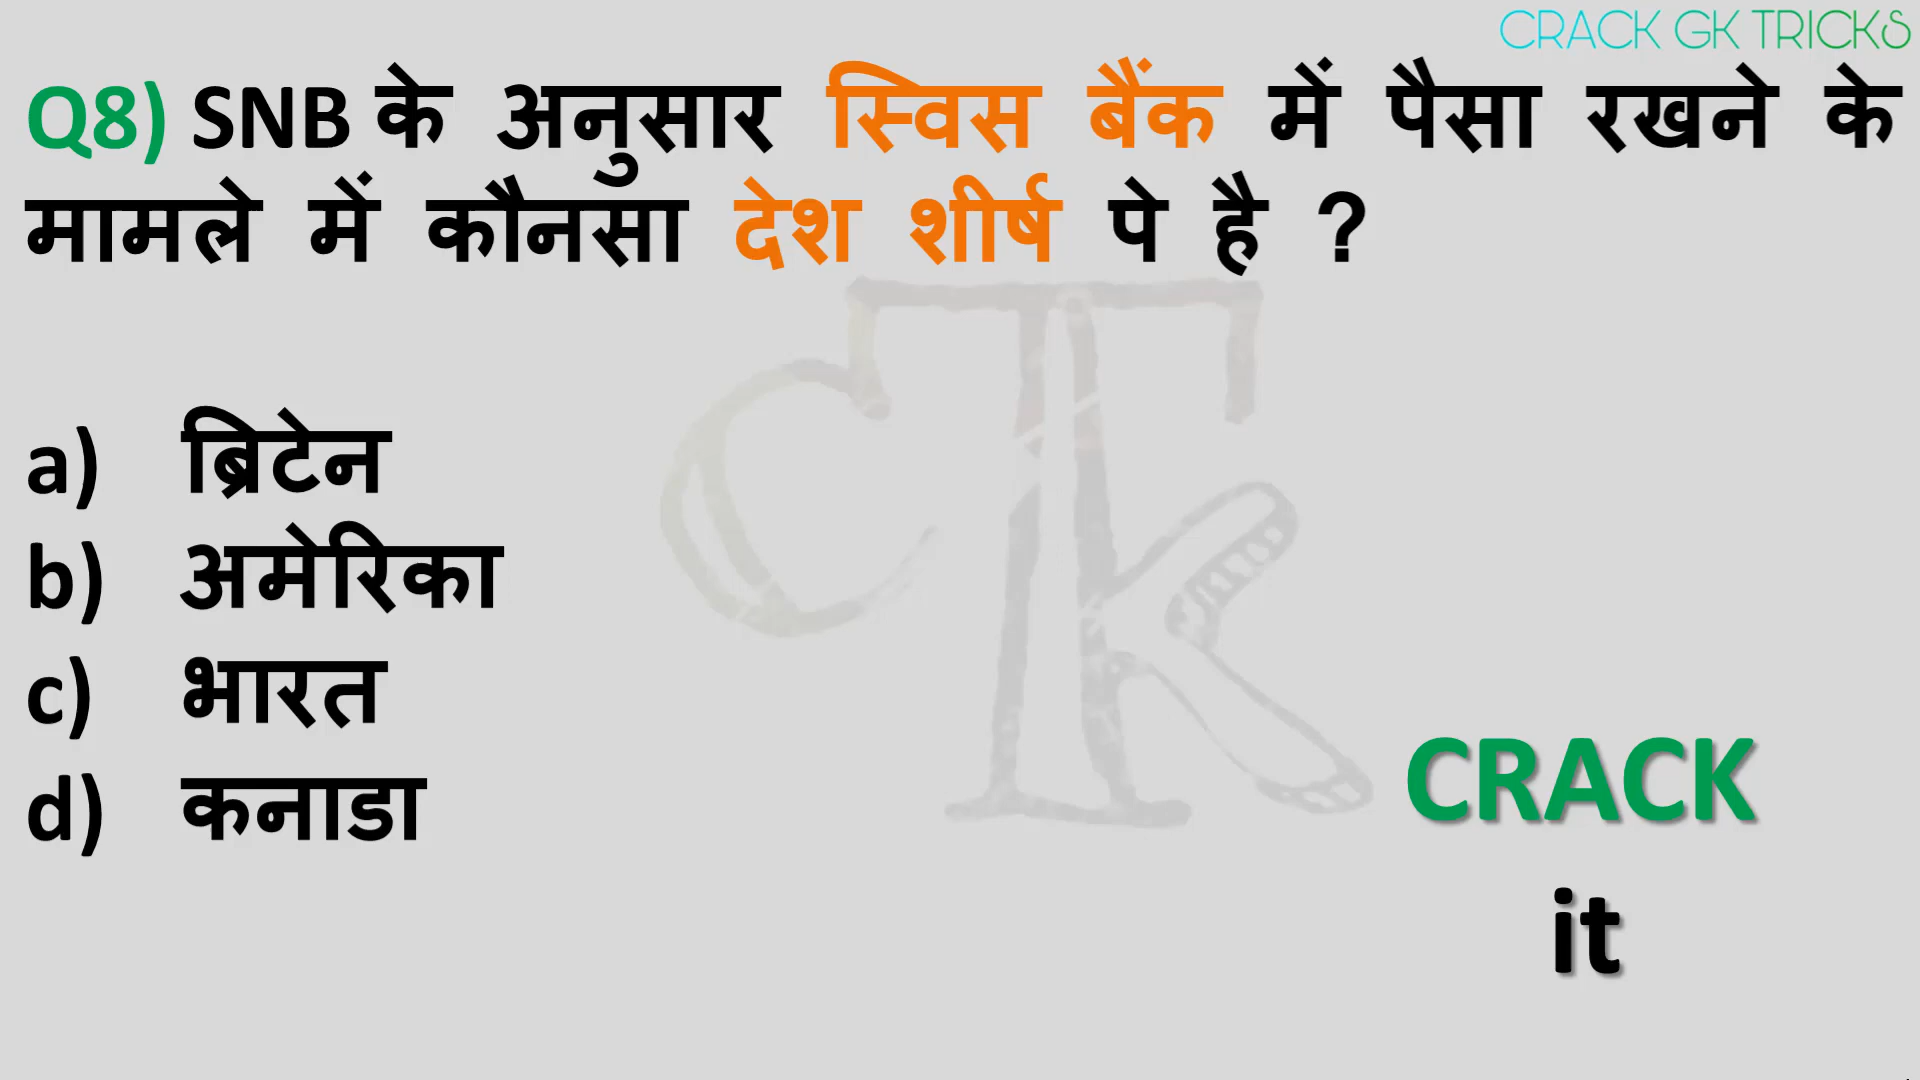 CRACK GK TRICKS
Q8) SNB के अनुसार स्विस बैंक में पैसा रखने के
मामले में कौनसा देश शीर्ष पे है ?
a) ब्रिटेन
b) अमेरिका
c) भारत
d) कनाडा
CRACK
it